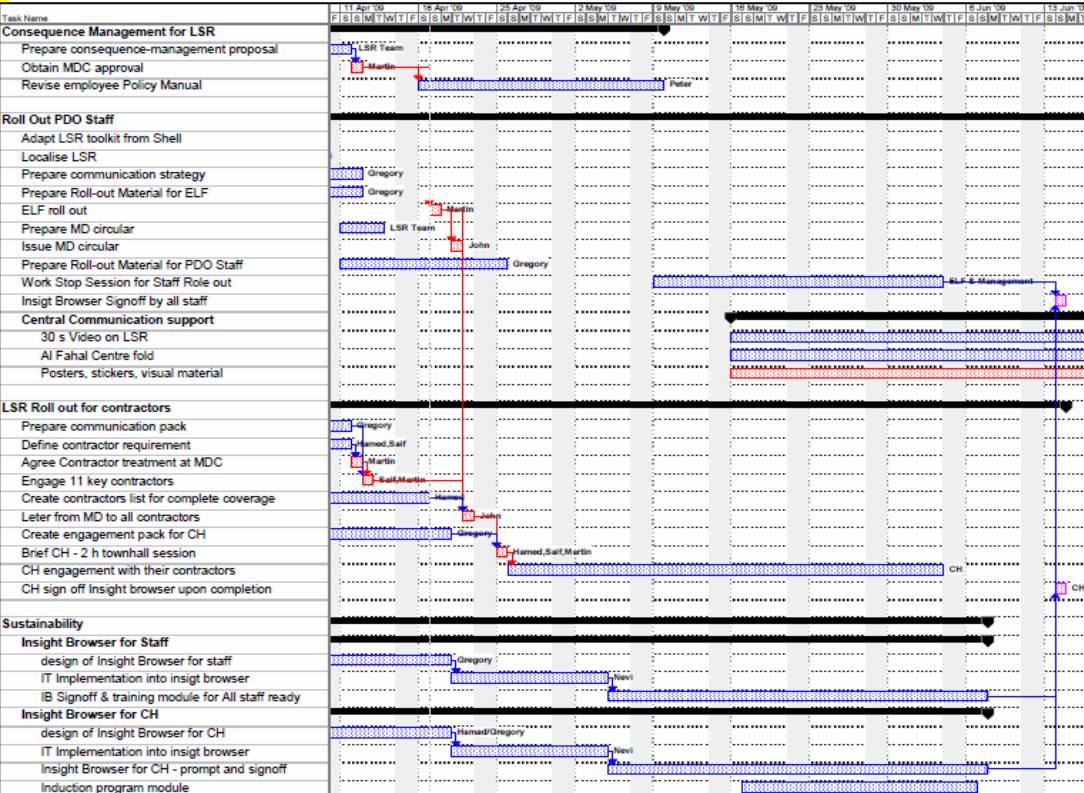 11 Apr '09 18 Apr '09 25 Apr '09 2 May '09 9 May '09 16 May '09 23 May '09 30 May '09 6 Jun '09 13 Jun '0
Task Name F S S M T W T F S S M T W T F S S M T W T F S S M T W T F S S M T W T F S S M T W T F S S M T W T F S S M T W T F S S M T W T F S S M T W T F S S M T
Consequence Management for LSR
Prepare consequence-management proposal LSR Team
Obtain MDC approval Martin
Revise employee Policy Manual Peter
Roll Out PDO Staff
Adapt LSR toolkit from Shell
Localise LSR
Prepare communication strategy Gregory
Prepare Roll-out Material for ELF Gregory
ELF roll out Martin
Prepare MD circular LSR Team
Issue MD circular John
Prepare Roll-out Material for PDO Staff Gregory
Work Stop Session for Staff Role out ELF & Management
Insigt Browser Signoff by all staff
Central Communication support
30 s Video on LSR
Al Fahal Centre fold
Posters, stickers, visual material
LSR Roll out for contractors
Prepare communication pack Gregory
Define contractor requirement Hamed,Saif
Agree Contractor treatment at MDC Martin
Engage 11 key contractors Saif,Martin
Create contractors list for complete coverage Hamed
Leter from MD to all contractors John
Create engagement pack for CH Gregory
Brief CH - 2 h townhall session Hamed,Saif,Martin
CH engagement with their contractors CH
CH sign off Insight browser upon completion CH
Sustainability
Insight Browser for Staff
design of Insight Browser for staff Gregory
IT Implementation into insigt browser Nevi
IB Signoff & training module for All staff ready
Insight Browser for CH
design of Insight Browser for CH Hamad/Gregory
IT Implementation into insigt browser Nevi
Insight Browser for CH - prompt and signoff
Induction program module